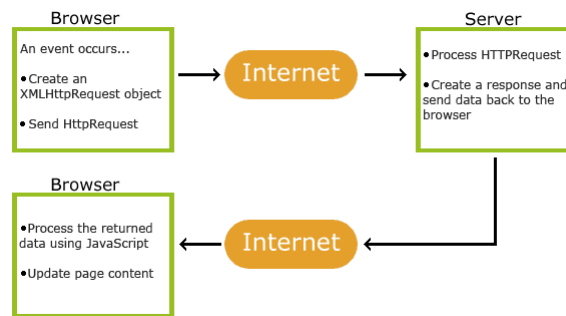 Browser
An event occurs...
•Create an
XMLHttpRequest object
•Send HttpRequest
Internet
Server
•Process HTTPRequest
•Create a response and
send data back to the
browser
Browser
•Process the returned
data using JavaScript
•Update page content
Internet